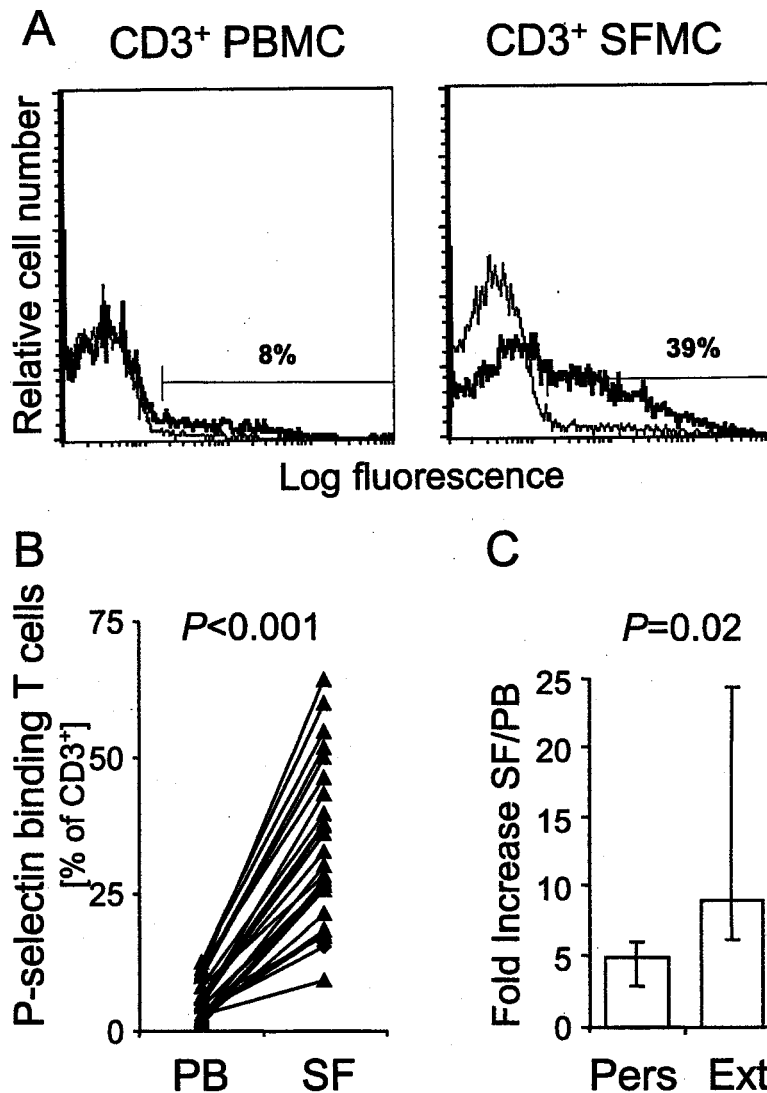 A
CD3⁺ PBMC
CD3⁺ SFMC
Relative cell number
8%
39%
Log fluorescence
B
P-selectin binding T cells
[% of CD3⁺]
P<0.001
75
50
25
0
PB
SF
C
P=0.02
Fold Increase SF/PB
25
20
15
10
5
0
Pers
Ext